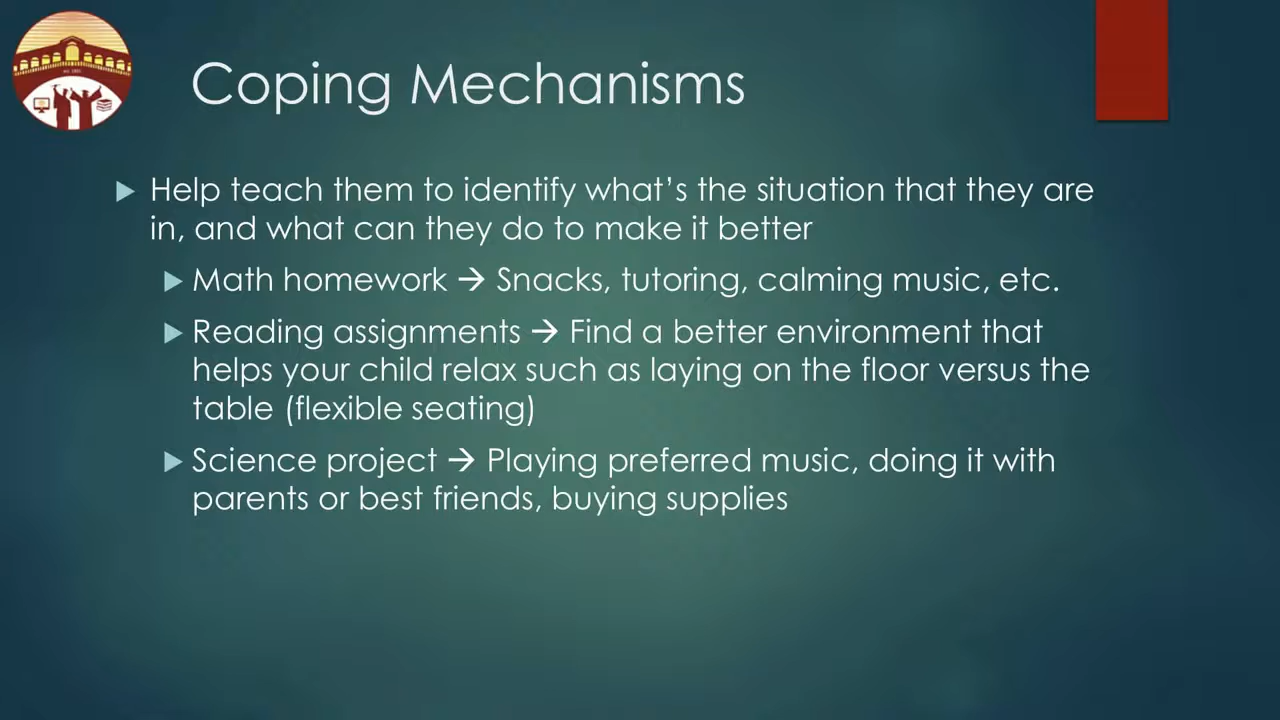 Coping Mechanisms
Help teach them to identify what’s the situation that they are
in, and what can they do to make it better
Math homework → Snacks, tutoring, calming music, etc.
Reading assignments → Find a better environment that
helps your child relax such as laying on the floor versus the
table (flexible seating)
Science project → Playing preferred music, doing it with
parents or best friends, buying supplies